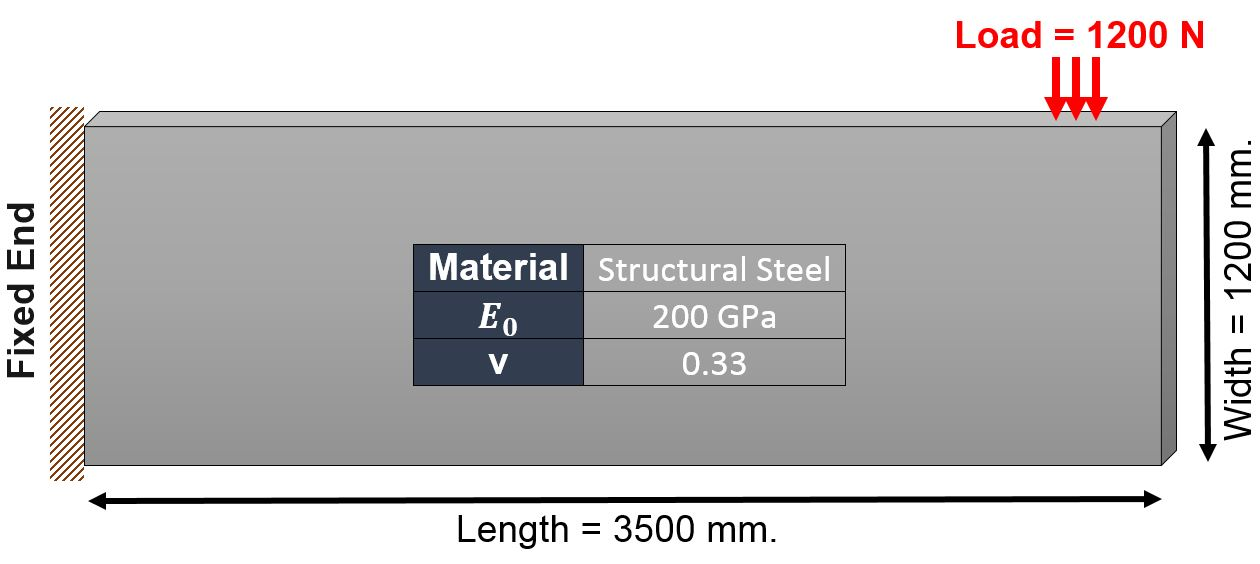 Load = 1200 N
Fixed End
Material Structural Steel
E₀ 200 GPa
v 0.33
Width = 1200 mm.
Length = 3500 mm.